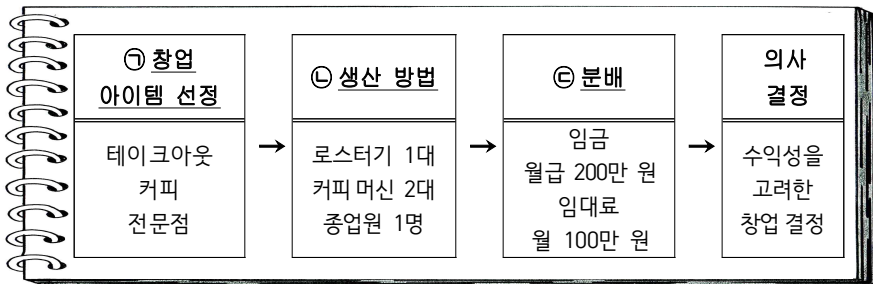 ㉠ 창업
아이템 선정
테이크아웃
커피
전문점
→
㉡ 생산 방법
로스터기 1대
커피 머신 2대
종업원 1명
→
㉢ 분배
임금
월급 200만 원
임대료
월 100만 원
→
의사
결정
수익성을
고려한
창업 결정